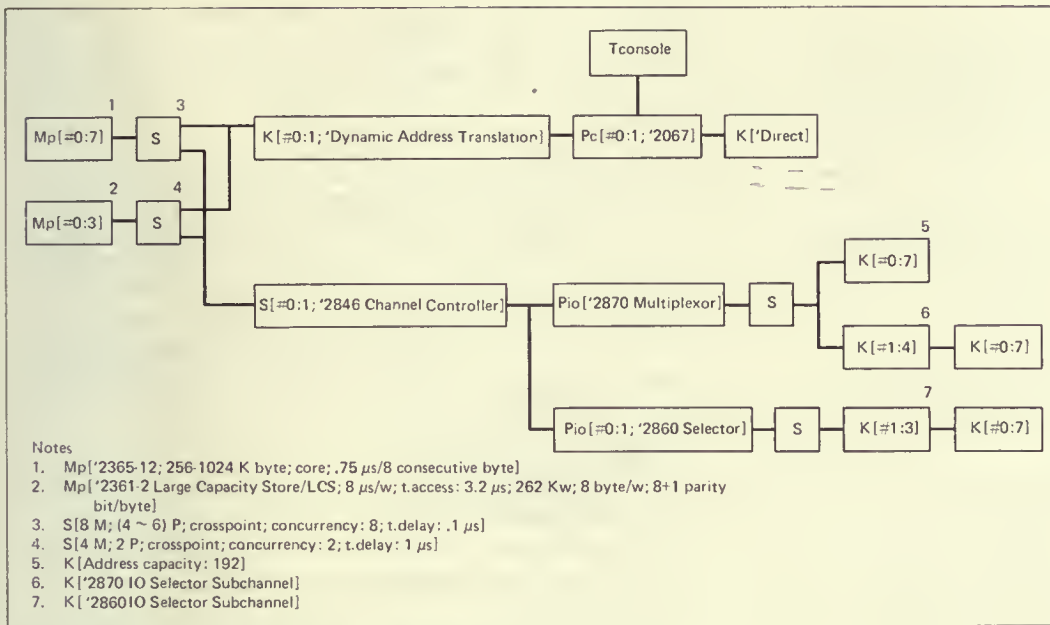 Tconsole
1 3
Mp[#0:7] S K[#0:1; 'Dynamic Address Translation] Pc[#0:1; '2067] K['Direct]
2 4
Mp[#0:3] S
5
K[#0:7]
S[#0:1; '2846 Channel Controller] Pio['2870 Multiplexor] S
6
K[#1:4] K[#0:7]
7
Pio[#0:1; '2860 Selector] S K[#1:3] K[#0:7]
Notes
1. Mp['2365-12; 256-1024 K byte; core; .75 μs/8 consecutive byte]
2. Mp['2361-2 Large Capacity Store/LCS; 8 μs/w; t.access: 3.2 μs; 262 Kw; 8 byte/w; 8+1 parity
bit/byte]
3. S[8 M; (4 ~ 6) P; crosspoint; concurrency: 8; t.delay: .1 μs]
4. S[4 M; 2 P; crosspoint; concurrency: 2; t.delay: 1 μs]
5. K[Address capacity: 192]
6. K['2870 IO Selector Subchannel]
7. K['2860 IO Selector Subchannel]